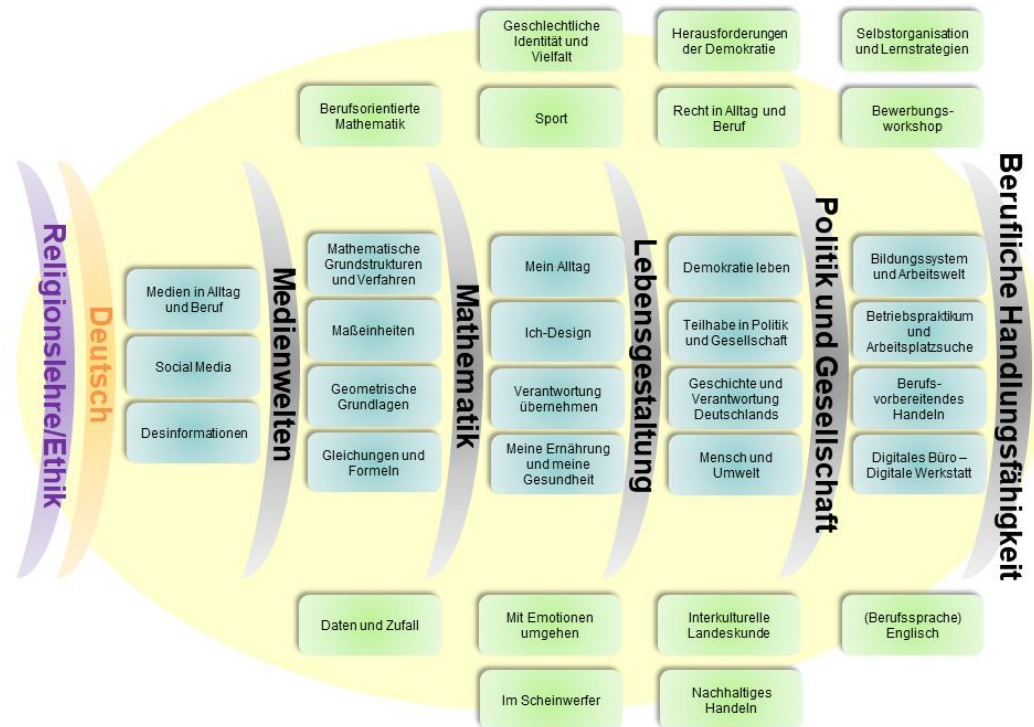 Geschlechtliche
Identität und
Vielfalt
Herausforderungen
der Demokratie
Selbstorganisation
und Lernstrategien
Berufsorientierte
Mathematik
Sport
Recht in Alltag und
Beruf
Bewerbungs-
workshop
Religionslehre/Ethik
Deutsch
Medien in Alltag
und Beruf
Social Media
Desinformationen
Medienwelten
Mathematische
Grundstrukturen
und Verfahren
Maßeinheiten
Geometrische
Grundlagen
Gleichungen und
Formeln
Mathematik
Mein Alltag
Ich-Design
Verantwortung
übernehmen
Meine Ernährung
und meine
Gesundheit
Lebensgestaltung
Demokratie leben
Teilhabe in Politik
und Gesellschaft
Geschichte und
Verantwortung
Deutschlands
Mensch und
Umwelt
Politik und Gesellschaft
Bildungssystem
und Arbeitswelt
Betriebspraktikum
und
Arbeitsplatzsuche
Berufs-
vorbereitendes
Handeln
Digitales Büro –
Digitale Werkstatt
Berufliche Handlungsfähigkeit
Daten und Zufall
Mit Emotionen
umgehen
Interkulturelle
Landeskunde
(Berufssprache)
Englisch
Im Scheinwerfer
Nachhaltiges
Handeln